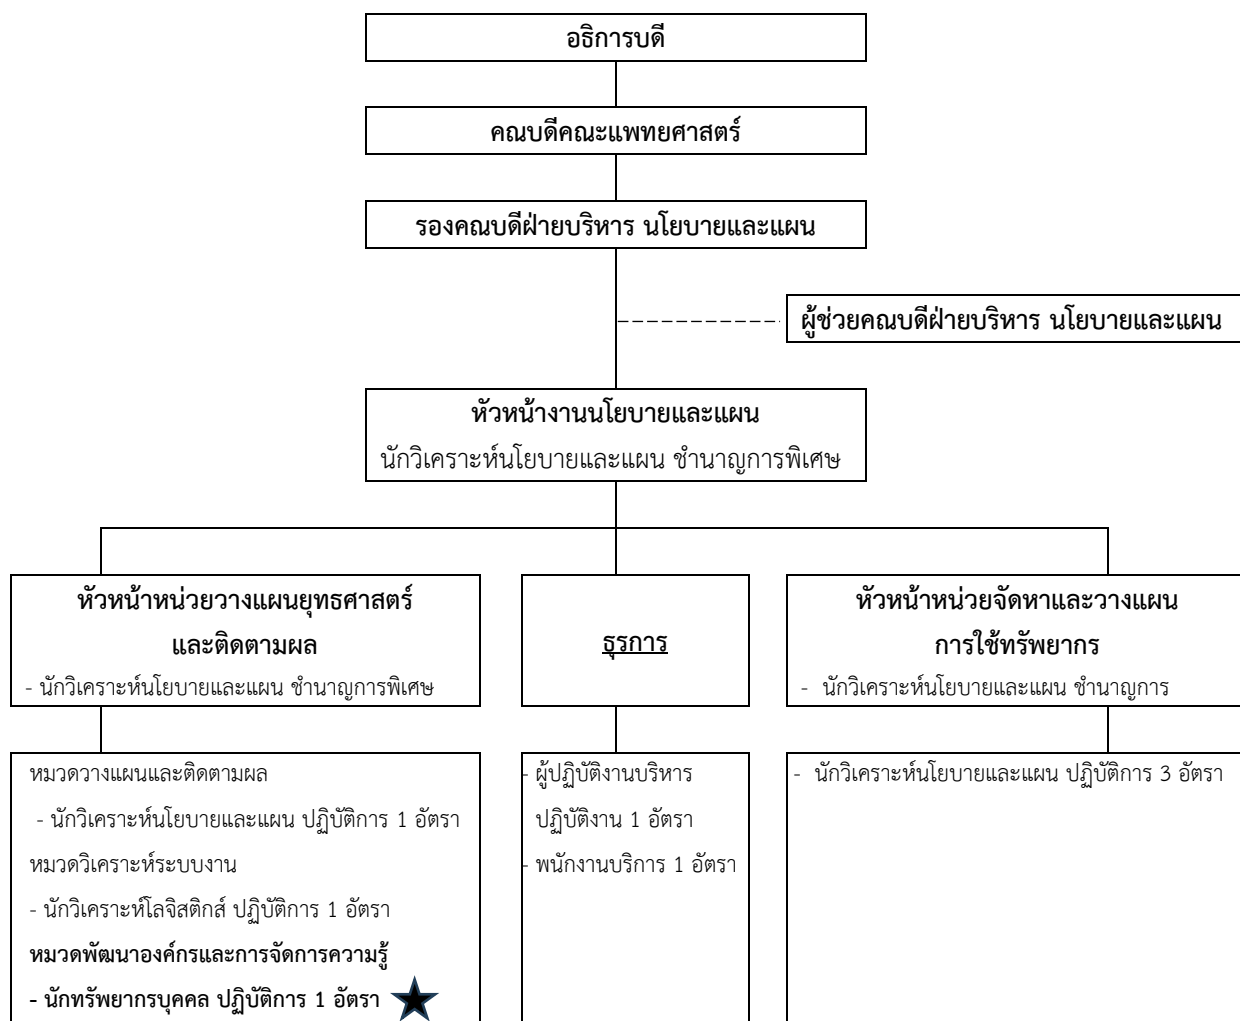 อธิการบดี
คณบดีคณะแพทยศาสตร์
รองคณบดีฝ่ายบริหาร นโยบายและแผน
ผู้ช่วยคณบดีฝ่ายบริหาร นโยบายและแผน
หัวหน้างานนโยบายและแผน
นักวิเคราะห์นโยบายและแผน ชำนาญการพิเศษ
หัวหน้าหน่วยวางแผนยุทธศาสตร์
และติดตามผล
- นักวิเคราะห์นโยบายและแผน ชำนาญการพิเศษ
ธุรการ
หัวหน้าหน่วยจัดหาและวางแผน
การใช้ทรัพยากร
- นักวิเคราะห์นโยบายและแผน ชำนาญการ
หมวดวางแผนและติดตามผล
- นักวิเคราะห์นโยบายและแผน ปฏิบัติการ 1 อัตรา
หมวดวิเคราะห์ระบบงาน
- นักวิเคราะห์โลจิสติกส์ ปฏิบัติการ 1 อัตรา
หมวดพัฒนาองค์กรและการจัดการความรู้
- นักทรัพยากรบุคคล ปฏิบัติการ 1 อัตรา
- ผู้ปฏิบัติงานบริหาร
ปฏิบัติงาน 1 อัตรา
- พนักงานบริการ 1 อัตรา
- นักวิเคราะห์นโยบายและแผน ปฏิบัติการ 3 อัตรา